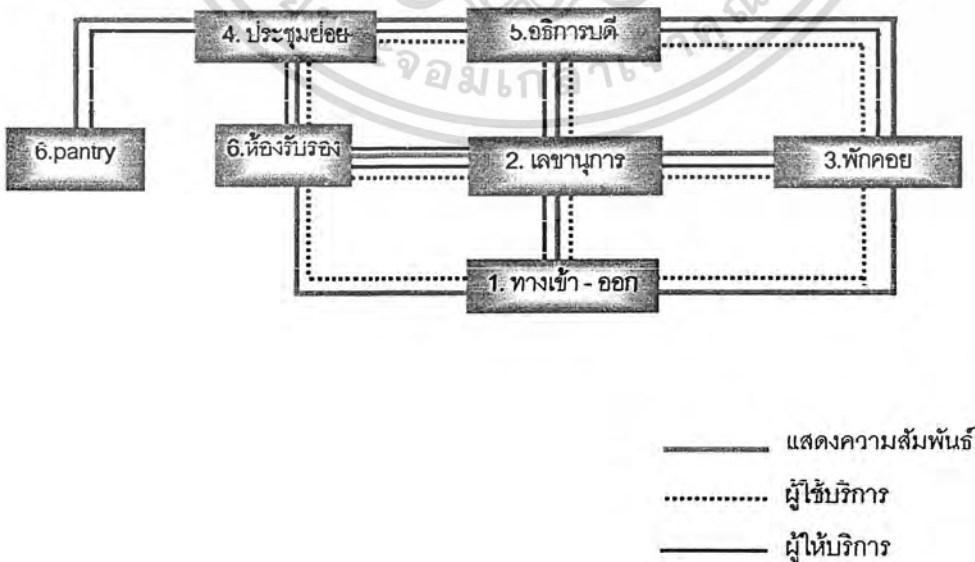 4. ประชุมย่อย
5.อธิการบดี
6.pantry
6.ห้องรับรอง
2. เลขานุการ
3.พักคอย
1. ทางเข้า - ออก
แสดงความสัมพันธ์
ผู้ใช้บริการ
ผู้ให้บริการ